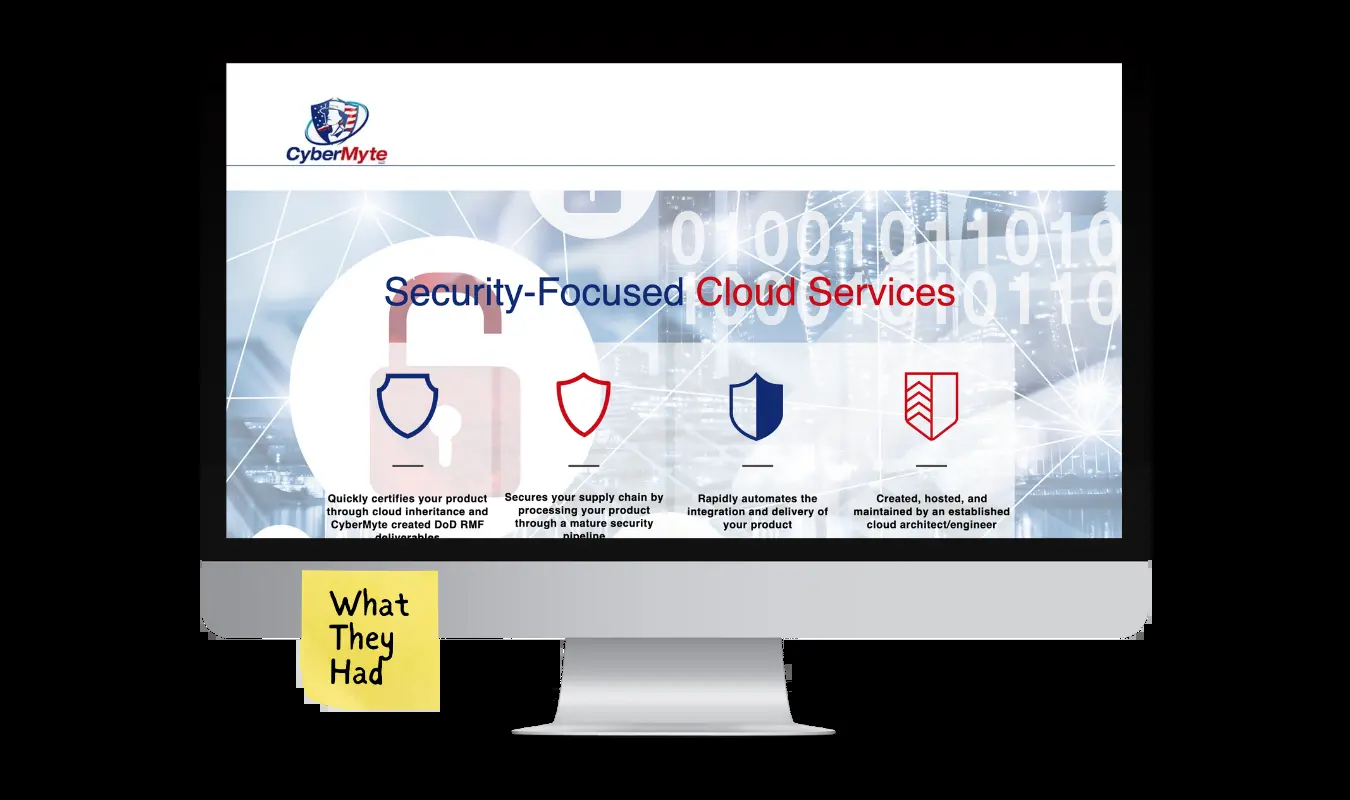 CyberMyte
01001011010
10001010110
Security-Focused Cloud Services
Quickly certifies your product
through cloud inheritance and
CyberMyte created DoD RMF
deliverables
Secures your supply chain by
processing your product
through a mature security
pipeline
Rapidly automates the
integration and delivery of
your product
Created, hosted, and
maintained by an established
cloud architect/engineer
What
They
Had